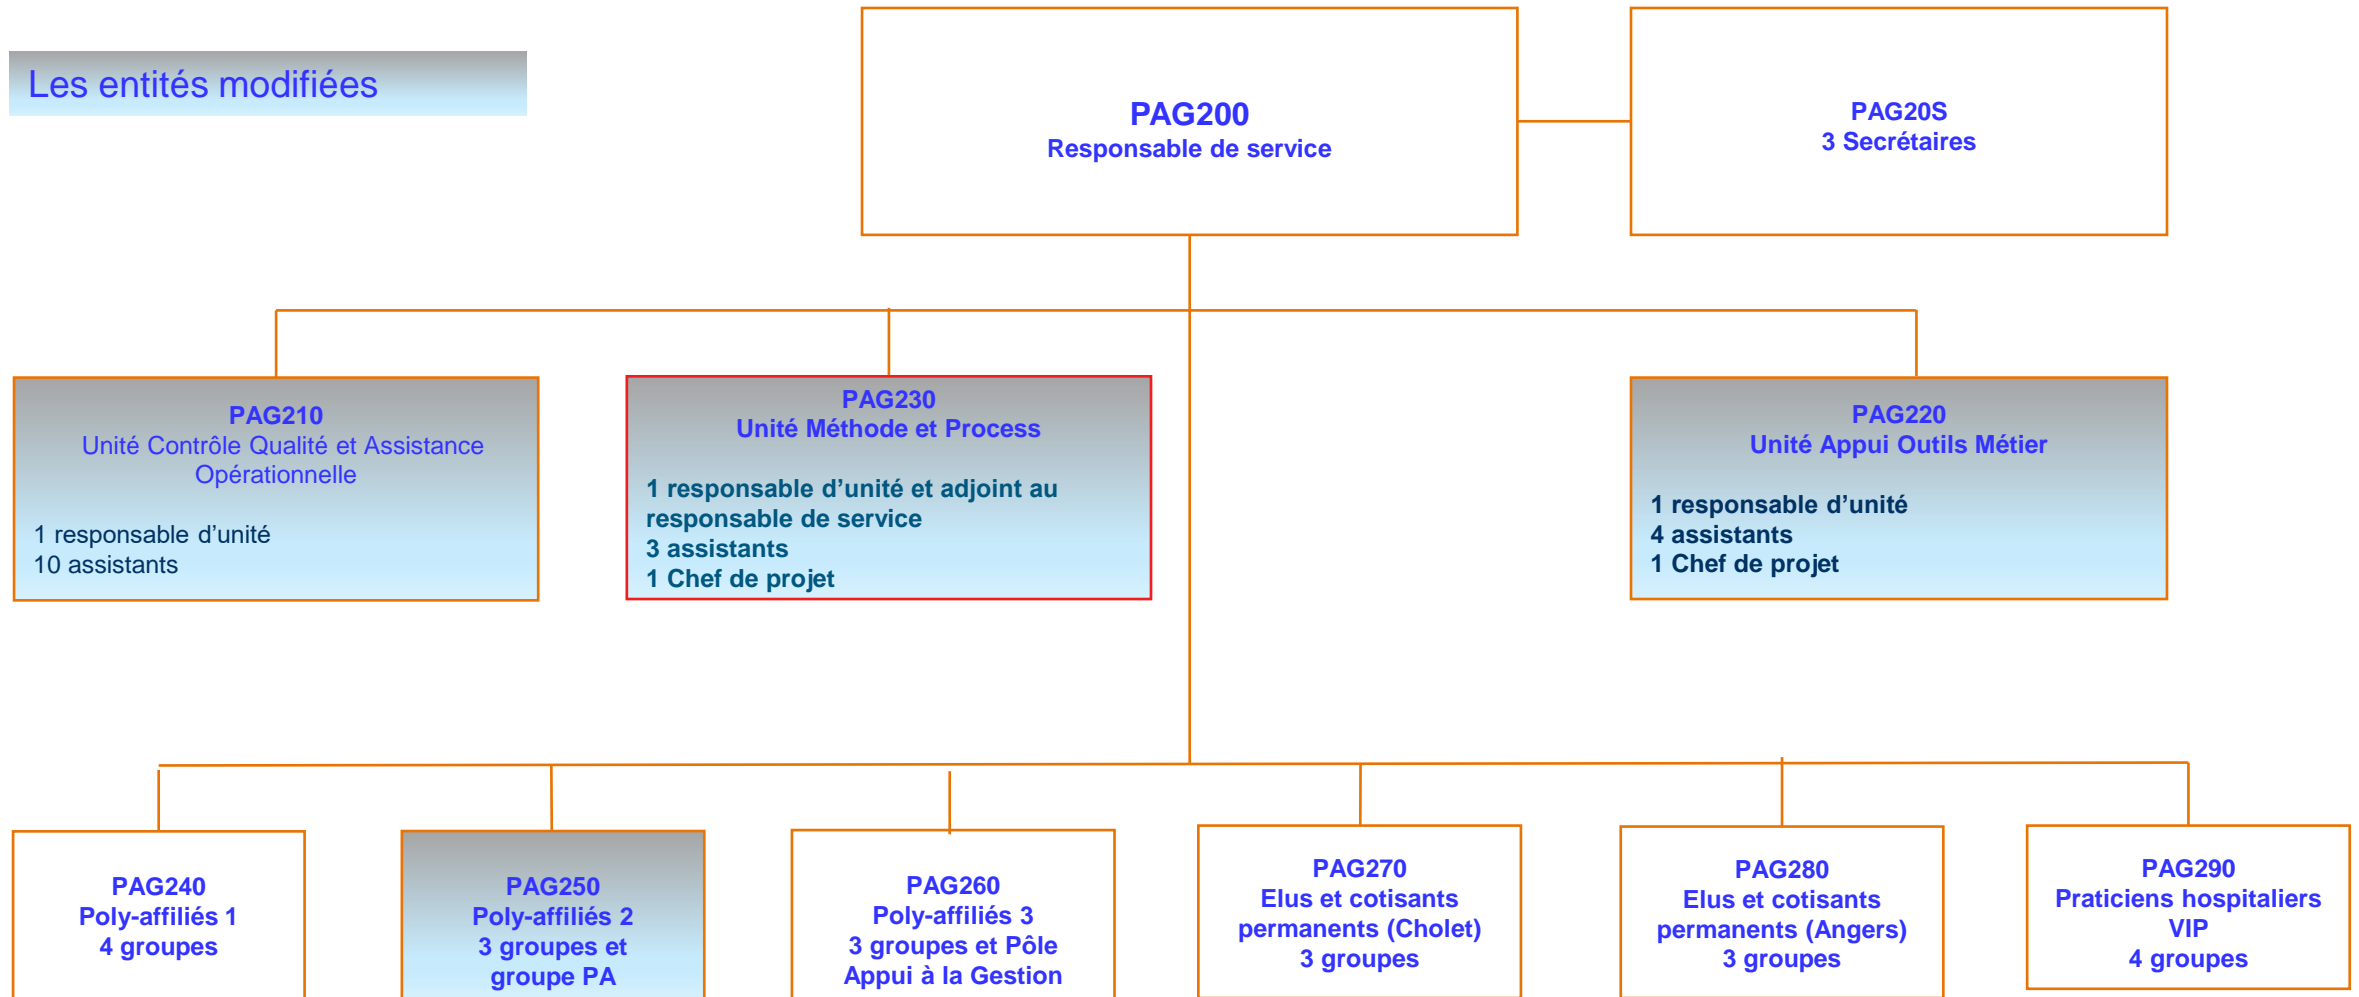 Les entités modifiées
PAG200
Responsable de service
PAG20S
3 Secrétaires
PAG210
Unité Contrôle Qualité et Assistance
Opérationnelle
1 responsable d’unité
10 assistants
PAG230
Unité Méthode et Process
1 responsable d’unité et adjoint au
responsable de service
3 assistants
1 Chef de projet
PAG220
Unité Appui Outils Métier
1 responsable d’unité
4 assistants
1 Chef de projet
PAG240
Poly-affiliés 1
4 groupes
PAG250
Poly-affiliés 2
3 groupes et
groupe PA
PAG260
Poly-affiliés 3
3 groupes et Pôle
Appui à la Gestion
PAG270
Elus et cotisants
permanents (Cholet)
3 groupes
PAG280
Elus et cotisants
permanents (Angers)
3 groupes
PAG290
Praticiens hospitaliers
VIP
4 groupes